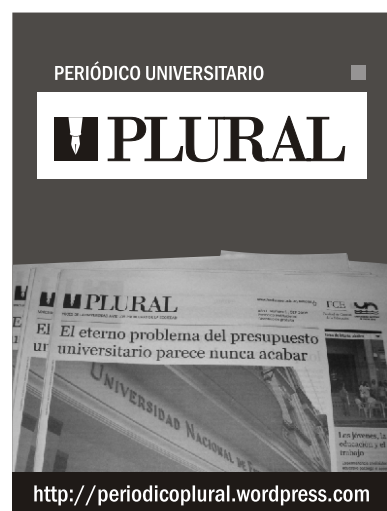 PERIÓDICO UNIVERSITARIO
PLURAL
PLURAL
FCE
El eterno problema del presupuesto
universitario parece nunca acabar
UNIVERSIDAD NACIONAL DE
Los jóvenes, la
educación y el
trabajo
http://periodicoplural.wordpress.com